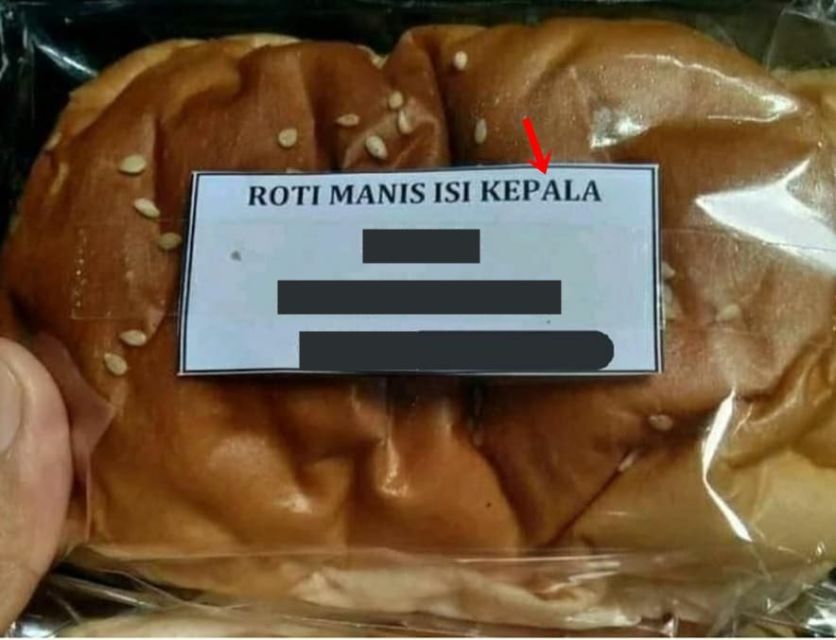 ROTI MANIS ISI KEPALA